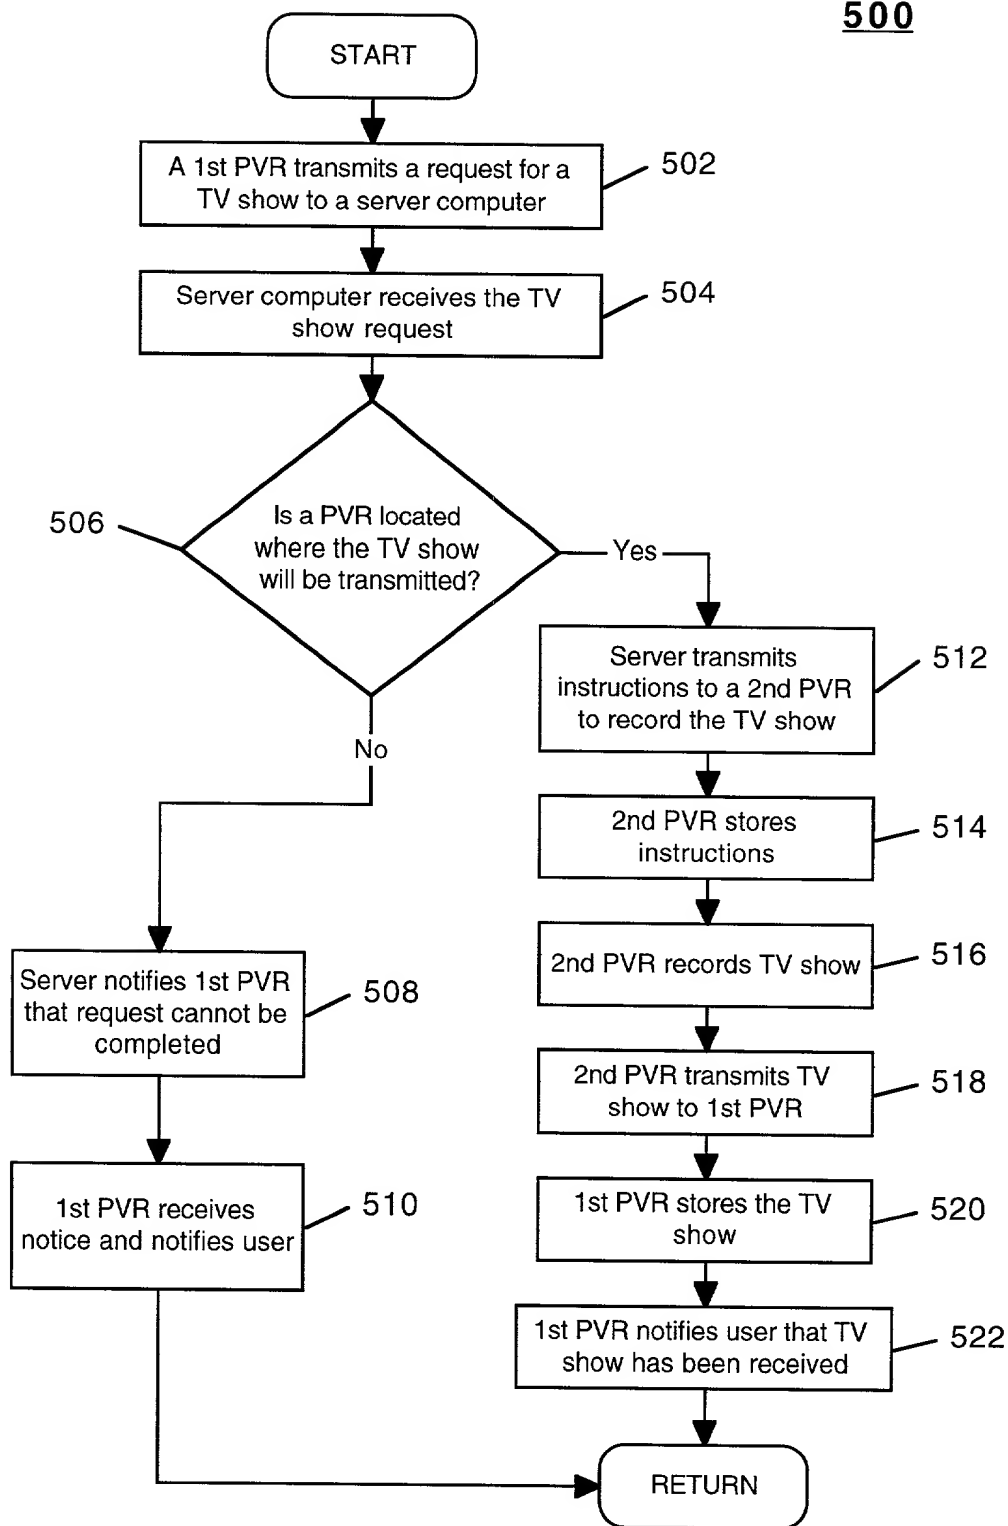 500
START
A 1st PVR transmits a request for a
TV show to a server computer
502
Server computer receives the TV
show request
504
506
Is a PVR located
where the TV show
will be transmitted?
Yes
No
Server transmits
instructions to a 2nd PVR
to record the TV show
512
2nd PVR stores
instructions
514
2nd PVR records TV show
516
Server notifies 1st PVR
that request cannot be
completed
508
2nd PVR transmits TV
show to 1st PVR
518
1st PVR receives
notice and notifies user
510
1st PVR stores the TV
show
520
1st PVR notifies user that TV
show has been received
522
RETURN